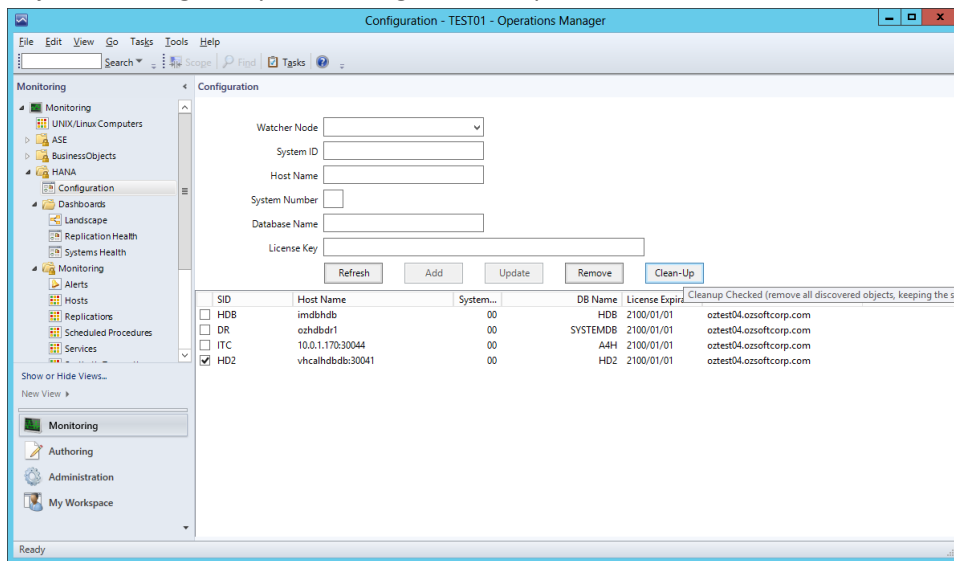 Configuration - TEST01 - Operations Manager
File Edit View Go Tasks Tools Help
Search Scope Find Tasks
Monitoring
Configuration
Monitoring
UNIX/Linux Computers
ASE
BusinessObjects
HANA
Configuration
Dashboards
Landscape
Replication Health
Systems Health
Monitoring
Alerts
Hosts
Replications
Scheduled Procedures
Services
Show or Hide Views...
New View
Monitoring
Authoring
Administration
My Workspace
Watcher Node
System ID
Host Name
System Number
Database Name
License Key
Refresh Add Update Remove Clean-Up
Cleanup Checked (remove all discovered objects, keeping the s
SID Host Name System... DB Name License Expira
HDB imdbhdb 00 HDB 2100/01/01 oztest04.ozsoftcorp.com
DR ozhdbdr1 00 SYSTEMDB 2100/01/01 oztest04.ozsoftcorp.com
ITC 10.0.1.170:30044 00 A4H 2100/01/01 oztest04.ozsoftcorp.com
HD2 vhcalhdbdb:30041 00 HD2 2100/01/01 oztest04.ozsoftcorp.com
Ready